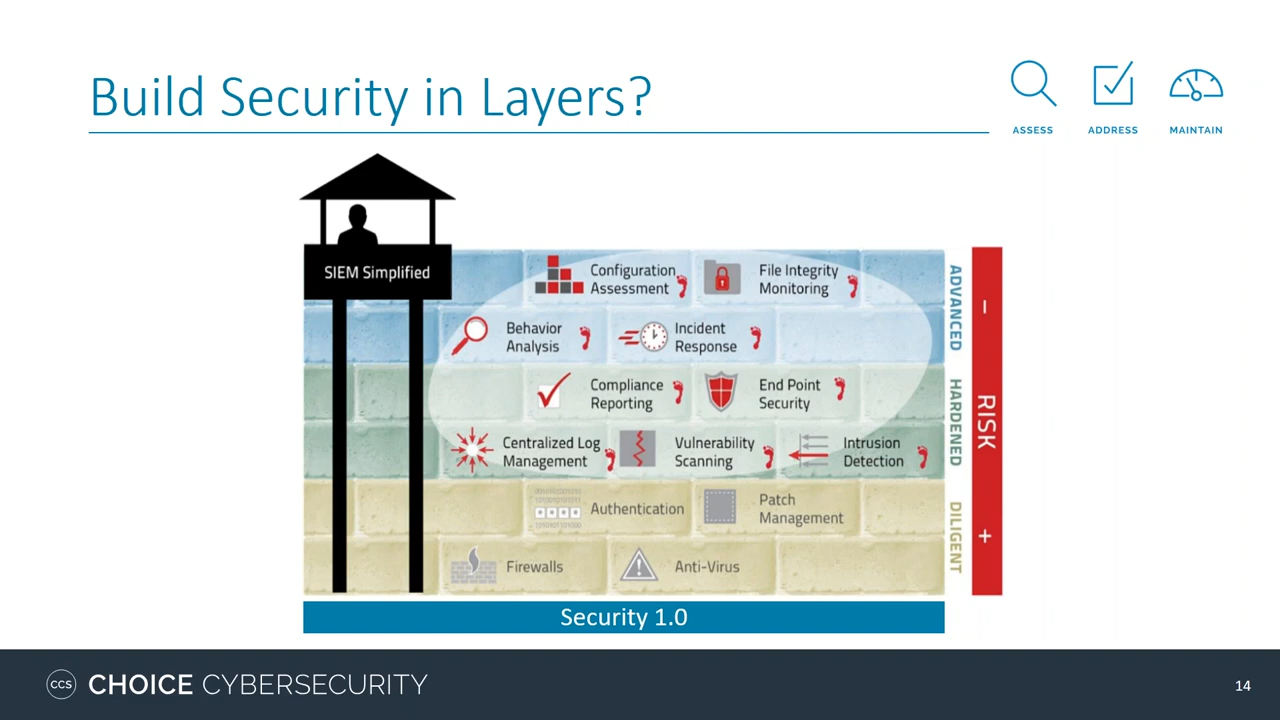 Build Security in Layers?
ASSESS
ADDRESS
MAINTAIN
SIEM Simplified
Configuration
Assessment
File Integrity
Monitoring
Behavior
Analysis
Incident
Response
Compliance
Reporting
End Point
Security
Centralized Log
Management
Vulnerability
Scanning
Intrusion
Detection
Authentication
Patch
Management
Firewalls
Anti-Virus
ADVANCED
HARDENED
DILIGENT
–
RISK
+
Security 1.0
CCS CHOICE CYBERSECURITY
14